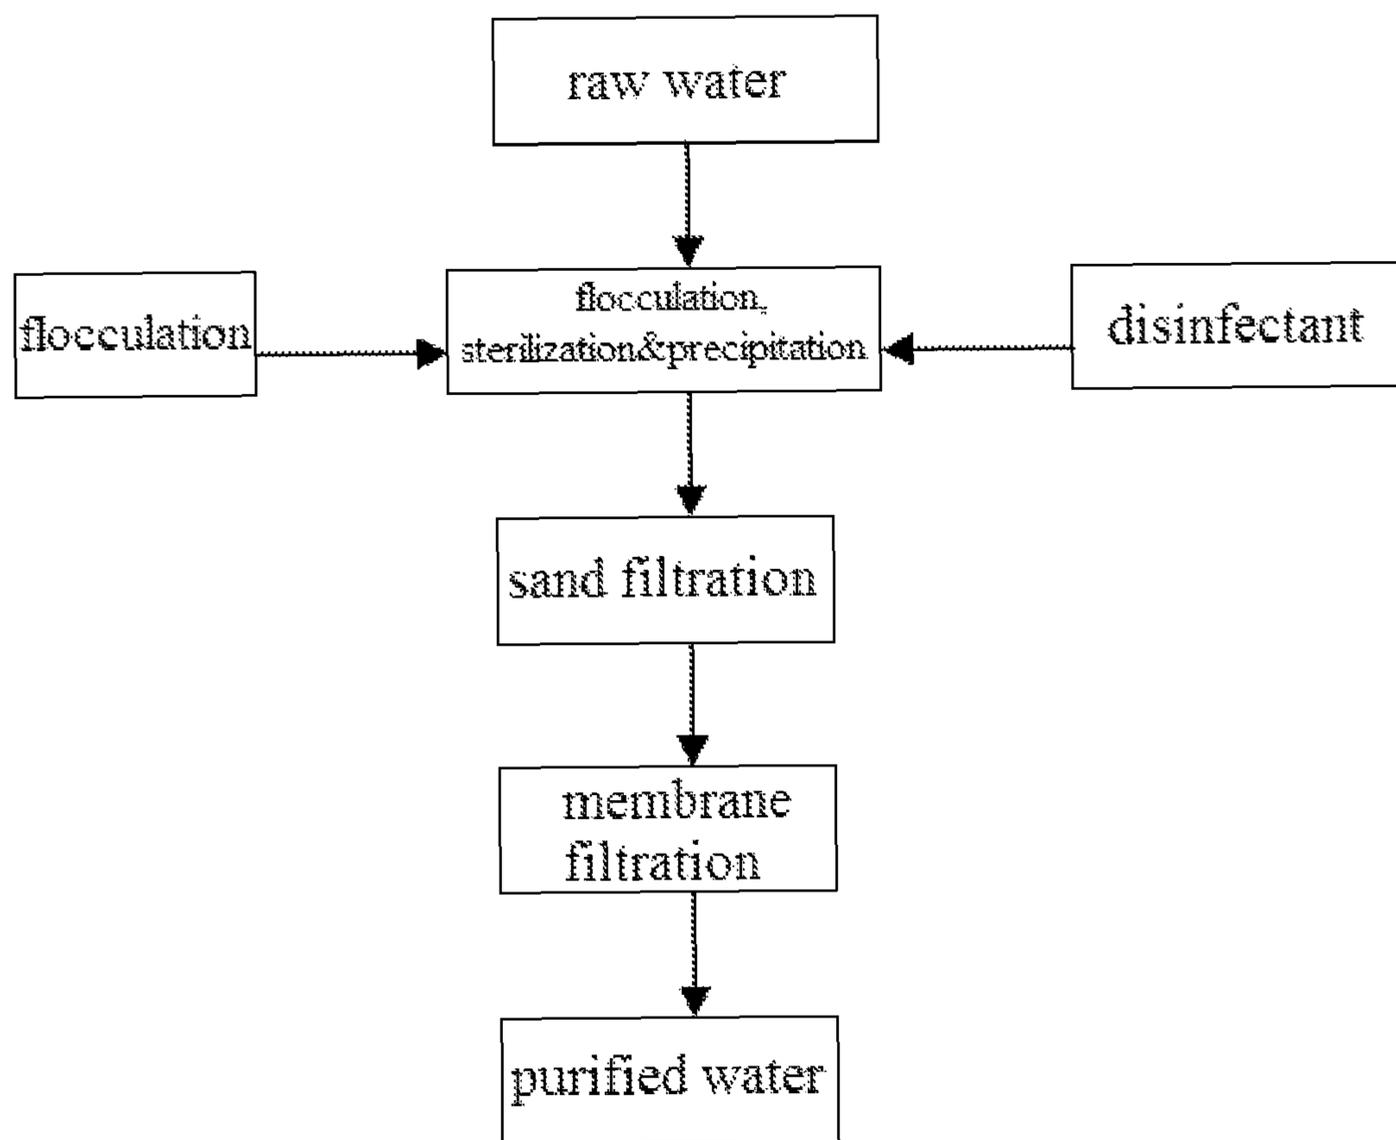 raw water
flocculation
flocculation,
sterilization&precipitation
disinfectant
sand filtration
membrane
filtration
purified water